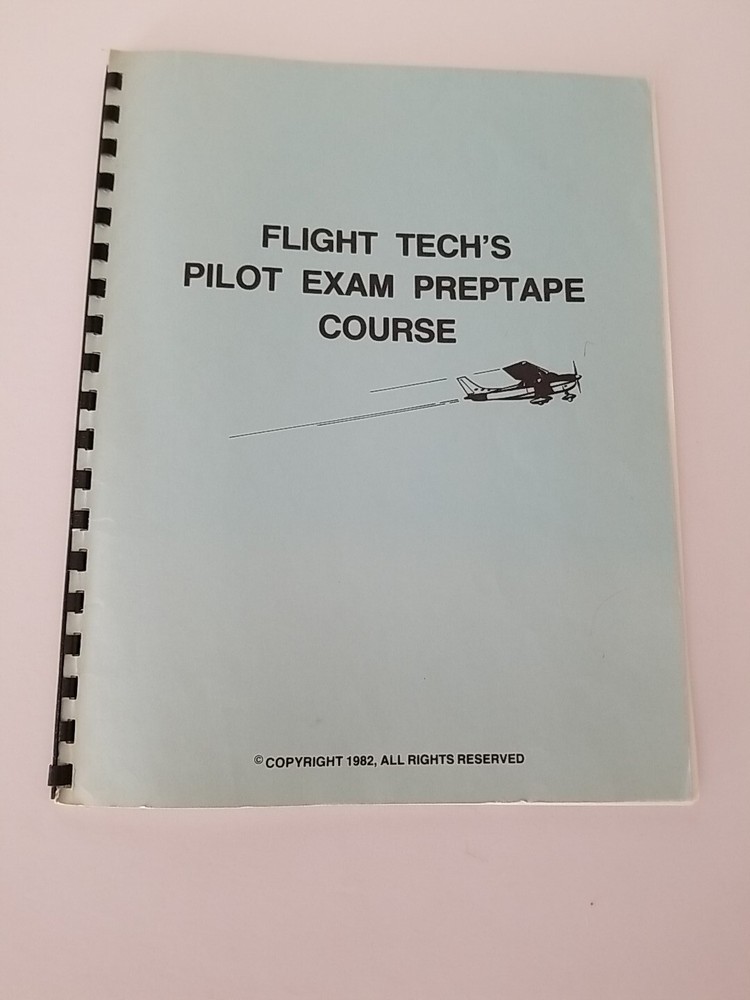 FLIGHT TECH'S
PILOT EXAM PREPTAPE
COURSE
© COPYRIGHT 1982, ALL RIGHTS RESERVED